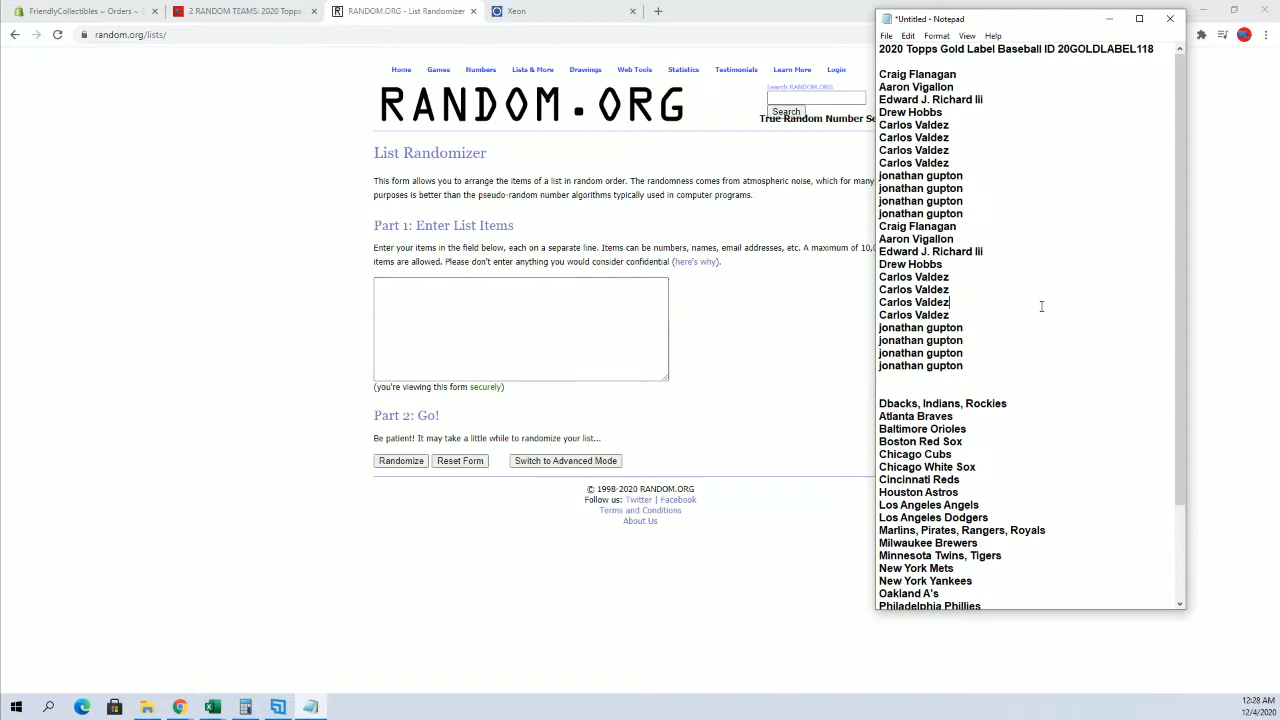 FriendlyCollectibles ~ Orders ~ S
2 RANDOM TEAMS: 2020 Topps
RANDOM.ORG - List Randomizer
Xeon
random.org/lists/
Home Games Numbers Lists & More Drawings Web Tools Statistics Testimonials Learn More Login
RANDOM.ORG
Search RANDOM.ORG
Search
True Random Number Se
List Randomizer
This form allows you to arrange the items of a list in random order. The randomness comes from atmospheric noise, which for many
purposes is better than the pseudo-random number algorithms typically used in computer programs.
Part 1: Enter List Items
Enter your items in the field below, each on a separate line. Items can be numbers, names, email addresses, etc. A maximum of 10,0
items are allowed. Please don't enter anything you would consider confidential (here's why).
(you're viewing this form securely)
Part 2: Go!
Be patient! It may take a little while to randomize your list...
Randomize Reset Form Switch to Advanced Mode
© 1998-2020 RANDOM.ORG
Follow us: Twitter | Facebook
Terms and Conditions
About Us
*Untitled - Notepad
File Edit Format View Help
2020 Topps Gold Label Baseball ID 20GOLDLABEL118
Craig Flanagan
Aaron Vigallon
Edward J. Richard Iii
Drew Hobbs
Carlos Valdez
Carlos Valdez
Carlos Valdez
Carlos Valdez
jonathan gupton
jonathan gupton
jonathan gupton
jonathan gupton
Craig Flanagan
Aaron Vigallon
Edward J. Richard Iii
Drew Hobbs
Carlos Valdez
Carlos Valdez
Carlos Valdez
Carlos Valdez
jonathan gupton
jonathan gupton
jonathan gupton
jonathan gupton
Dbacks, Indians, Rockies
Atlanta Braves
Baltimore Orioles
Boston Red Sox
Chicago Cubs
Chicago White Sox
Cincinnati Reds
Houston Astros
Los Angeles Angels
Los Angeles Dodgers
Marlins, Pirates, Rangers, Royals
Milwaukee Brewers
Minnesota Twins, Tigers
New York Mets
New York Yankees
Oakland A's
Philadelphia Phillies
12:28 AM
12/4/2020